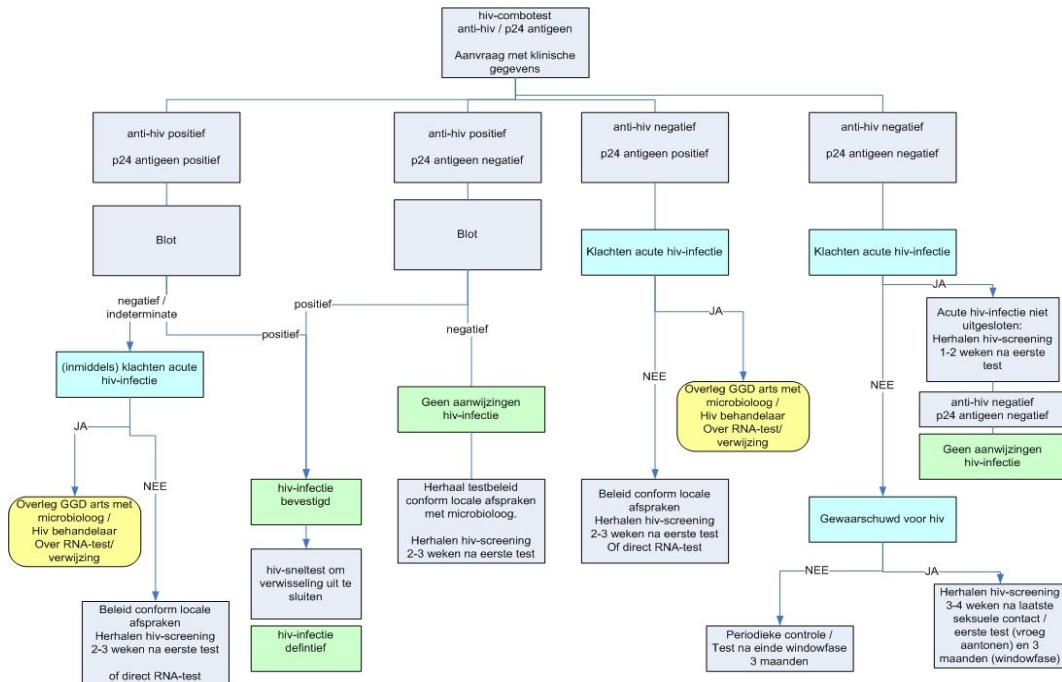 hiv-combotest
anti-hiv / p24 antigeen
Aanvraag met klinische
gegevens
anti-hiv positief
p24 antigeen positief
anti-hiv positief
p24 antigeen negatief
anti-hiv negatief
p24 antigeen positief
anti-hiv negatief
p24 antigeen negatief
Blot
Blot
Klachten acute hiv-infectie
Klachten acute hiv-infectie
negatief /
indeterminate
positief
positief
negatief
JA
NEE
JA
NEE
Acute hiv-infectie niet
uitgesloten:
Herhalen hiv-screening
1-2 weken na eerste
test
anti-hiv negatief
p24 antigeen negatief
Geen aanwijzingen
hiv-infectie
(inmiddels) klachten acute
hiv-infectie
JA
NEE
Geen aanwijzingen
hiv-infectie
Overleg GGD arts met
microbioloog /
Hiv behandelaar
Over RNA-test/
verwijzing
Overleg GGD arts met
microbioloog /
Hiv behandelaar
Over RNA-test/
verwijzing
hiv-infectie
bevestigd
Herhaal testbeleid
conform locale afspraken
met microbioloog.
Herhalen hiv-screening
2-3 weken na eerste test
Beleid conform locale
afspraken
Herhalen hiv-screening
2-3 weken na eerste test
Of direct RNA-test
Gewaarschuwd voor hiv
hiv-sneltest om
verwisseling uit te
sluiten
hiv-infectie
defintief
Beleid conform locale
afspraken
Herhalen hiv-screening
2-3 weken na eerste test
of direct RNA-test
NEE
JA
Periodieke controle /
Test na einde windowfase
3 maanden
Herhalen hiv-screening
3-4 weken na laatste
seksuele contact /
eerste test (vroeg
aantonen) en 3
maanden (windowfase)